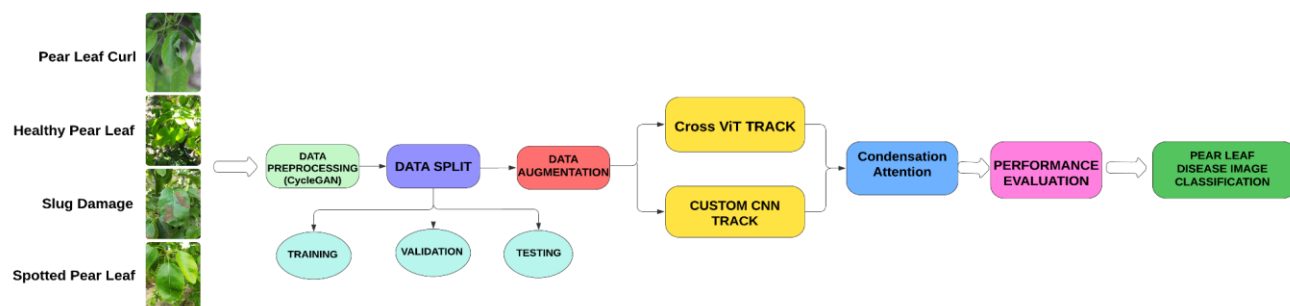 Pear Leaf Curl
Healthy Pear Leaf
Slug Damage
Spotted Pear Leaf
DATA
PREPROCESSING
(CycleGAN)
DATA SPLIT
TRAINING
VALIDATION
TESTING
DATA
AUGMENTATION
Cross ViT TRACK
CUSTOM CNN
TRACK
Condensation
Attention
PERFORMANCE
EVALUATION
PEAR LEAF
DISEASE IMAGE
CLASSIFICATION